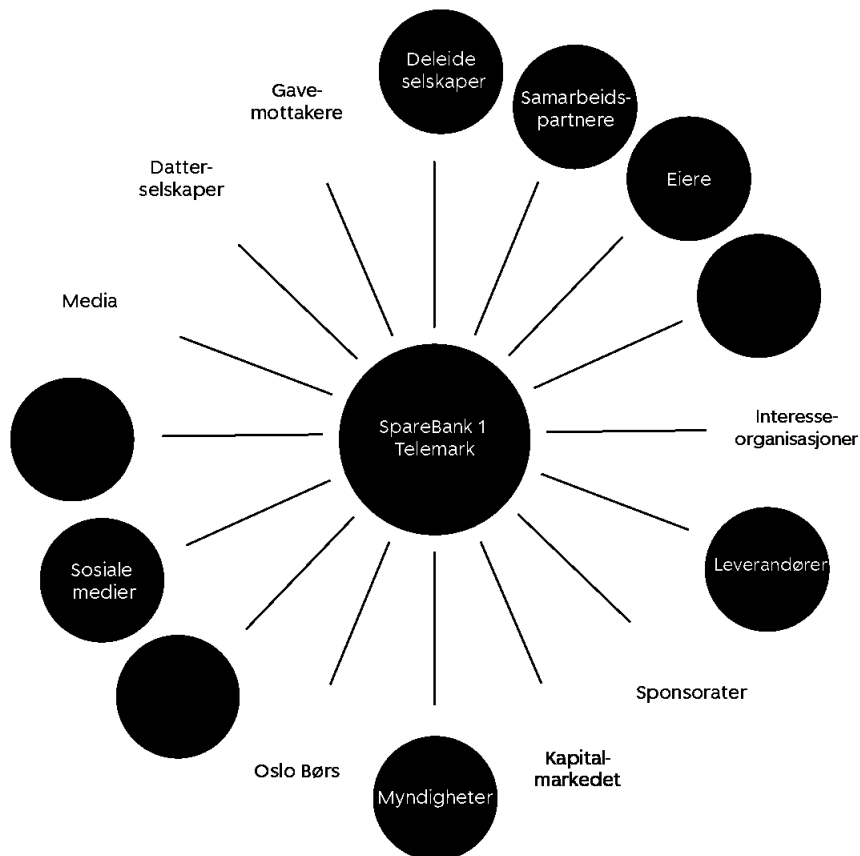 Deleide
selskaper
Samarbeids-
partnere
Eiere
Interesse-
organisasjoner
Leverandører
Sponsorater
Kapital-
markedet
Myndigheter
Oslo Børs
Sosiale
medier
Media
Datter-
selskaper
Gave-
mottakere
SpareBank 1
Telemark